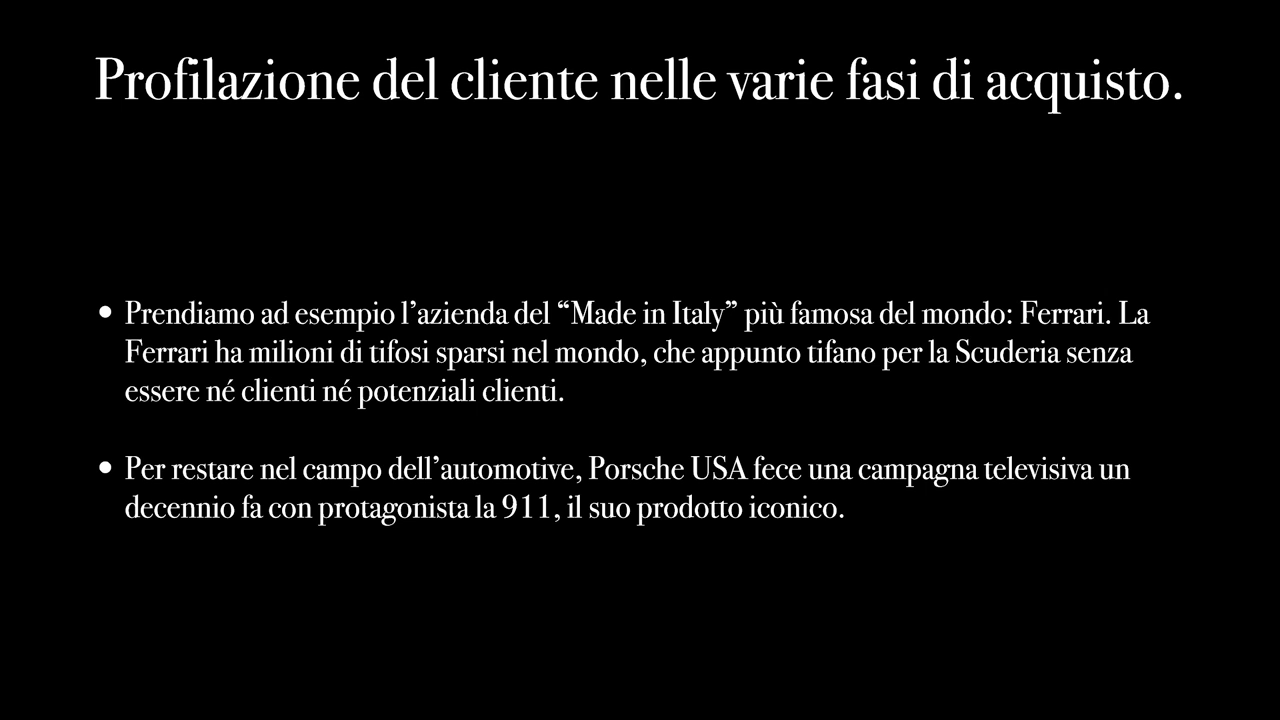 Profilazione del cliente nelle varie fasi di acquisto.
• Prendiamo ad esempio l’azienda del “Made in Italy” più famosa del mondo: Ferrari. La
Ferrari ha milioni di tifosi sparsi nel mondo, che appunto tifano per la Scuderia senza
essere né clienti né potenziali clienti.
• Per restare nel campo dell’automotive, Porsche USA fece una campagna televisiva un
decennio fa con protagonista la 911, il suo prodotto iconico.